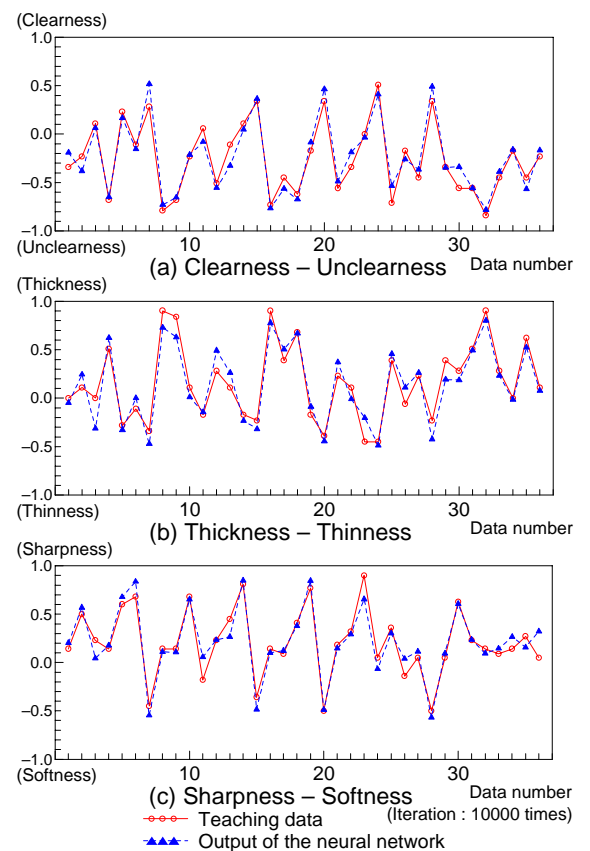 (Clearness)
1.0
0.5
0.0
−0.5
−1.0
(Unclearness)
10
20
30
(a) Clearness – Unclearness
Data number
(Thickness)
1.0
0.5
0.0
−0.5
−1.0
(Thinness)
10
20
30
(b) Thickness – Thinness
Data number
(Sharpness)
1.0
0.5
0.0
−0.5
−1.0
(Softness)
10
20
30
(c) Sharpness – Softness
Data number
(Iteration : 10000 times)
Teaching data
Output of the neural network